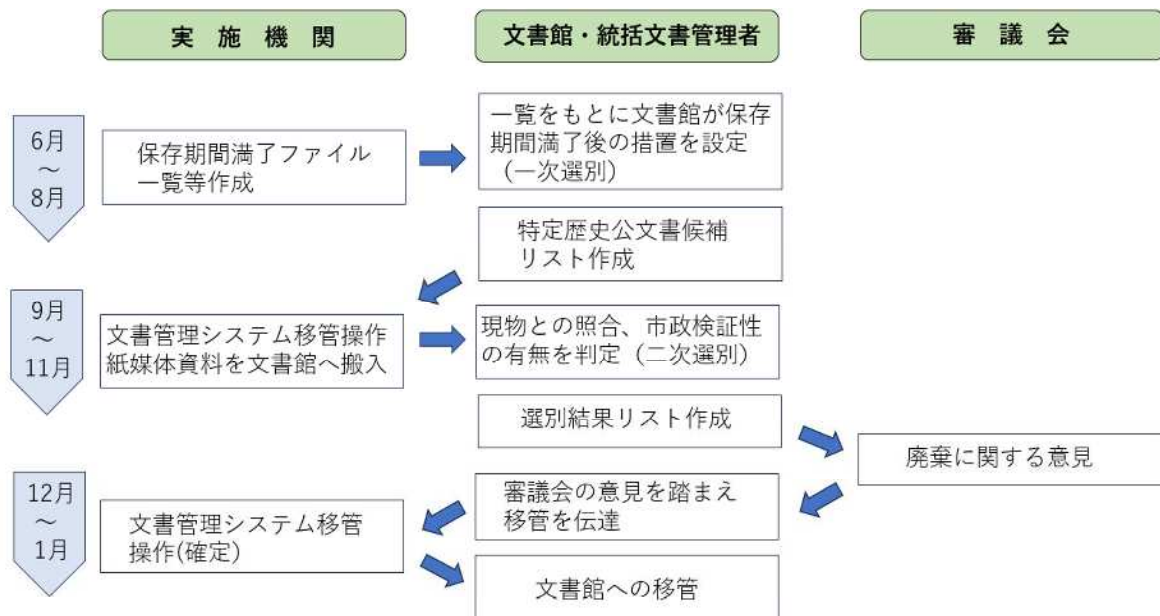 実施機関
文書館・統括文書管理者
審議会
6月
~
8月
保存期間満了ファイル
一覧等作成
一覧をもとに文書館が保存
期間満了後の措置を設定
(一次選別)
特定歴史公文書候補
リスト作成
9月
~
11月
文書管理システム移管操作
紙媒体資料を文書館へ搬入
現物との照合、市政検証性
の有無を判定（二次選別）
選別結果リスト作成
廃棄に関する意見
12月
~
1月
文書管理システム移管
操作(確定)
審議会の意見を踏まえ
移管を伝達
文書館への移管